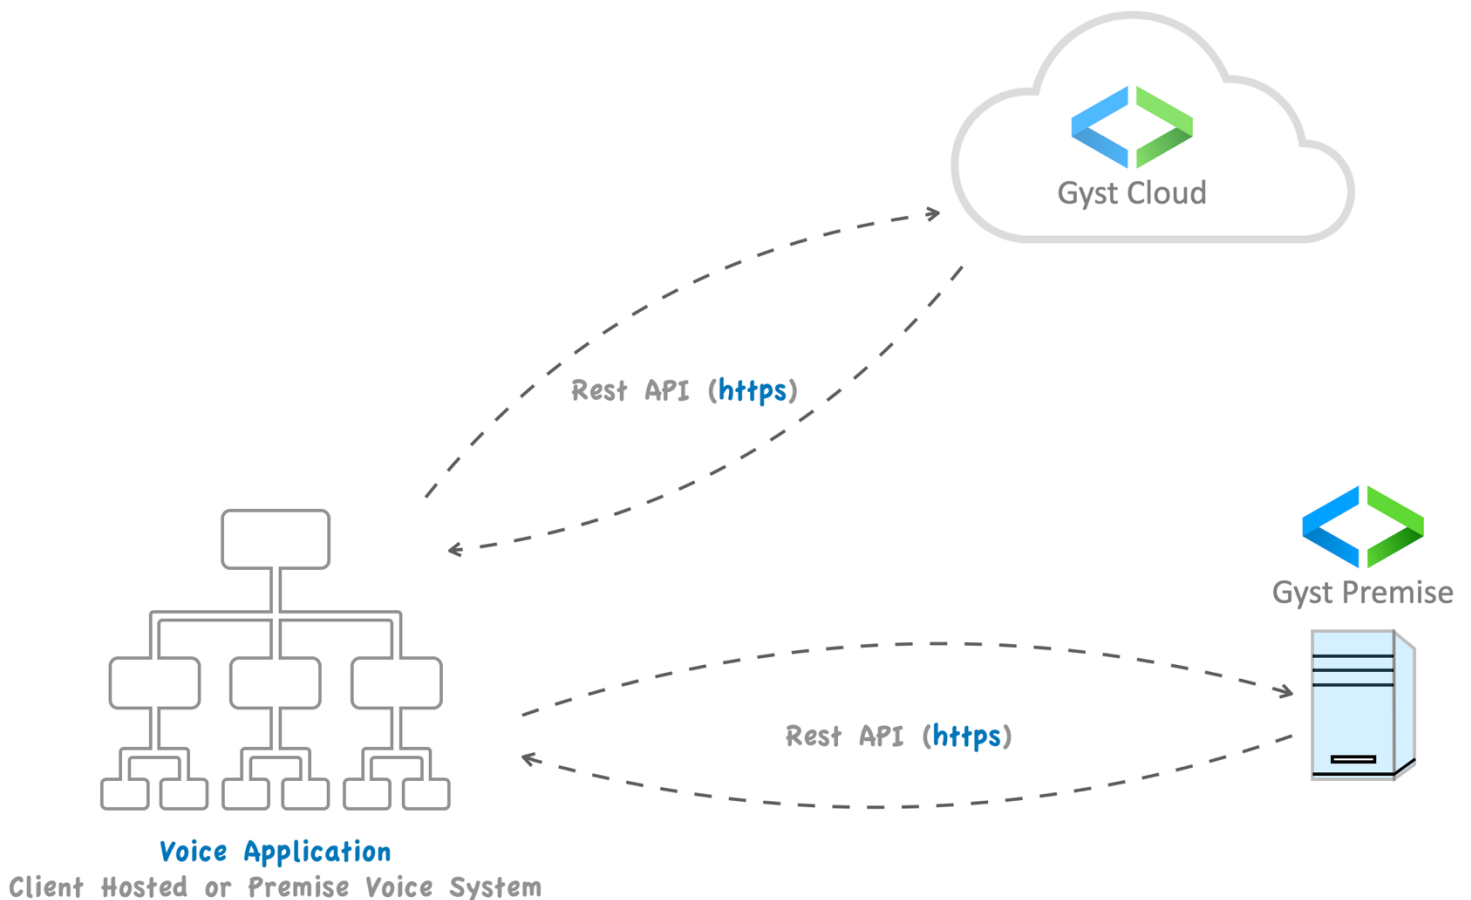 Gyst Cloud
Rest API (https)
Gyst Premise
Rest API (https)
Voice Application
Client Hosted or Premise Voice System